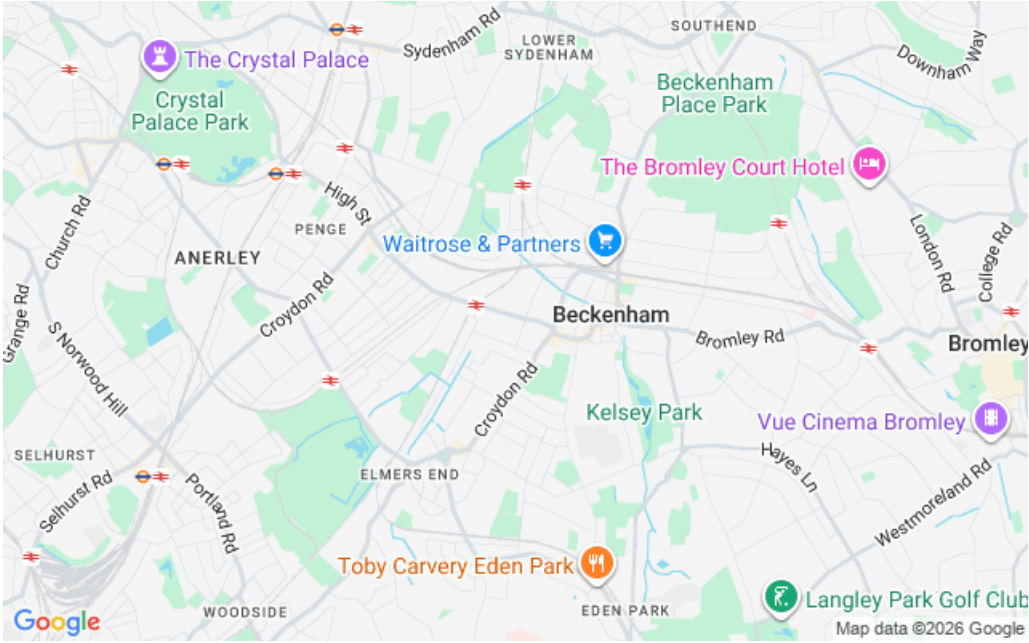 Sydenham Rd
LOWER
SYDENHAM
SOUTHEND
Downham Way
The Crystal Palace
Crystal
Palace Park
Beckenham
Place Park
The Bromley Court Hotel
High St
Church Rd
PENGE
Waitrose & Partners
London Rd
College Rd
ANERLEY
Croydon Rd
Grange Rd
Beckenham
Bromley Rd
Bromley
S Norwood Hill
Croydon Rd
Kelsey Park
Vue Cinema Bromley
SELHURST
Selhurst Rd
Portland Rd
ELMERS END
Hayes Ln
Westmoreland Rd
Toby Carvery Eden Park
WOODSIDE
EDEN PARK
Langley Park Golf Club
Google
Map data ©2026 Google